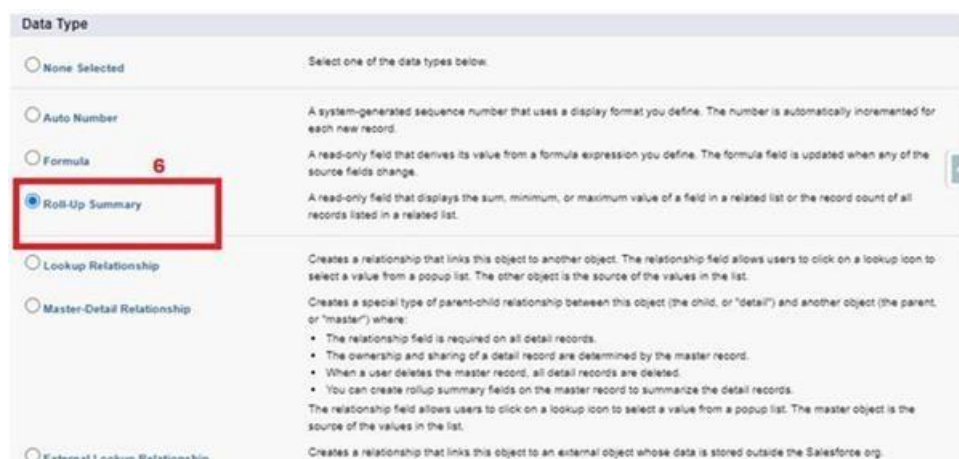 Data Type
None Selected
Select one of the data types below.
Auto Number
A system-generated sequence number that uses a display format you define. The number is automatically incremented for
each new record.
Formula
6
A read-only field that derives its value from a formula expression you define. The formula field is updated when any of the
source fields change.
Roll-Up Summary
A read-only field that displays the sum, minimum, or maximum value of a field in a related list or the record count of all
records listed in a related list.
Lookup Relationship
Creates a relationship that links this object to another object. The relationship field allows users to click on a lookup icon to
select a value from a popup list. The other object is the source of the values in the list.
Master-Detail Relationship
Creates a special type of parent-child relationship between this object (the child, or "detail") and another object (the parent,
or "master") where:
• The relationship field is required on all detail records.
• The ownership and sharing of a detail record are determined by the master record.
• When a user deletes the master record, all detail records are deleted.
• You can create rollup summary fields on the master record to summarize the detail records.
The relationship field allows users to click on a lookup icon to select a value from a popup list. The master object is the
source of the values in the list.
External Lookup Relationship
Creates a relationship that links this object to an external object whose data is stored outside the Salesforce org.